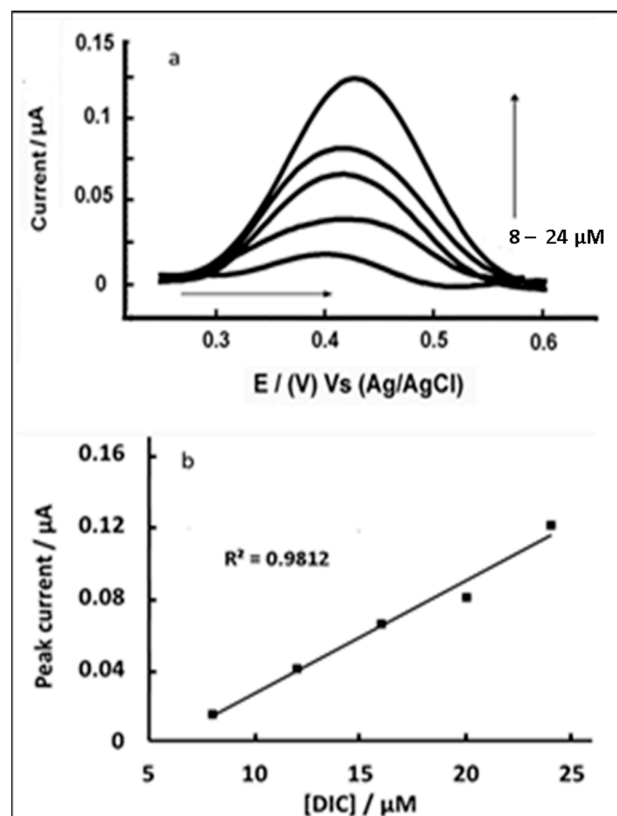 a
Current / µA
0.15
0.1
0.05
0
8 – 24 µM
0.3 0.4 0.5 0.6
E / (V) Vs (Ag/AgCl)
b
Peak current / µA
0.16
0.12
0.08
0.04
0
R² = 0.9812
5 10 15 20 25
[DIC] / µM